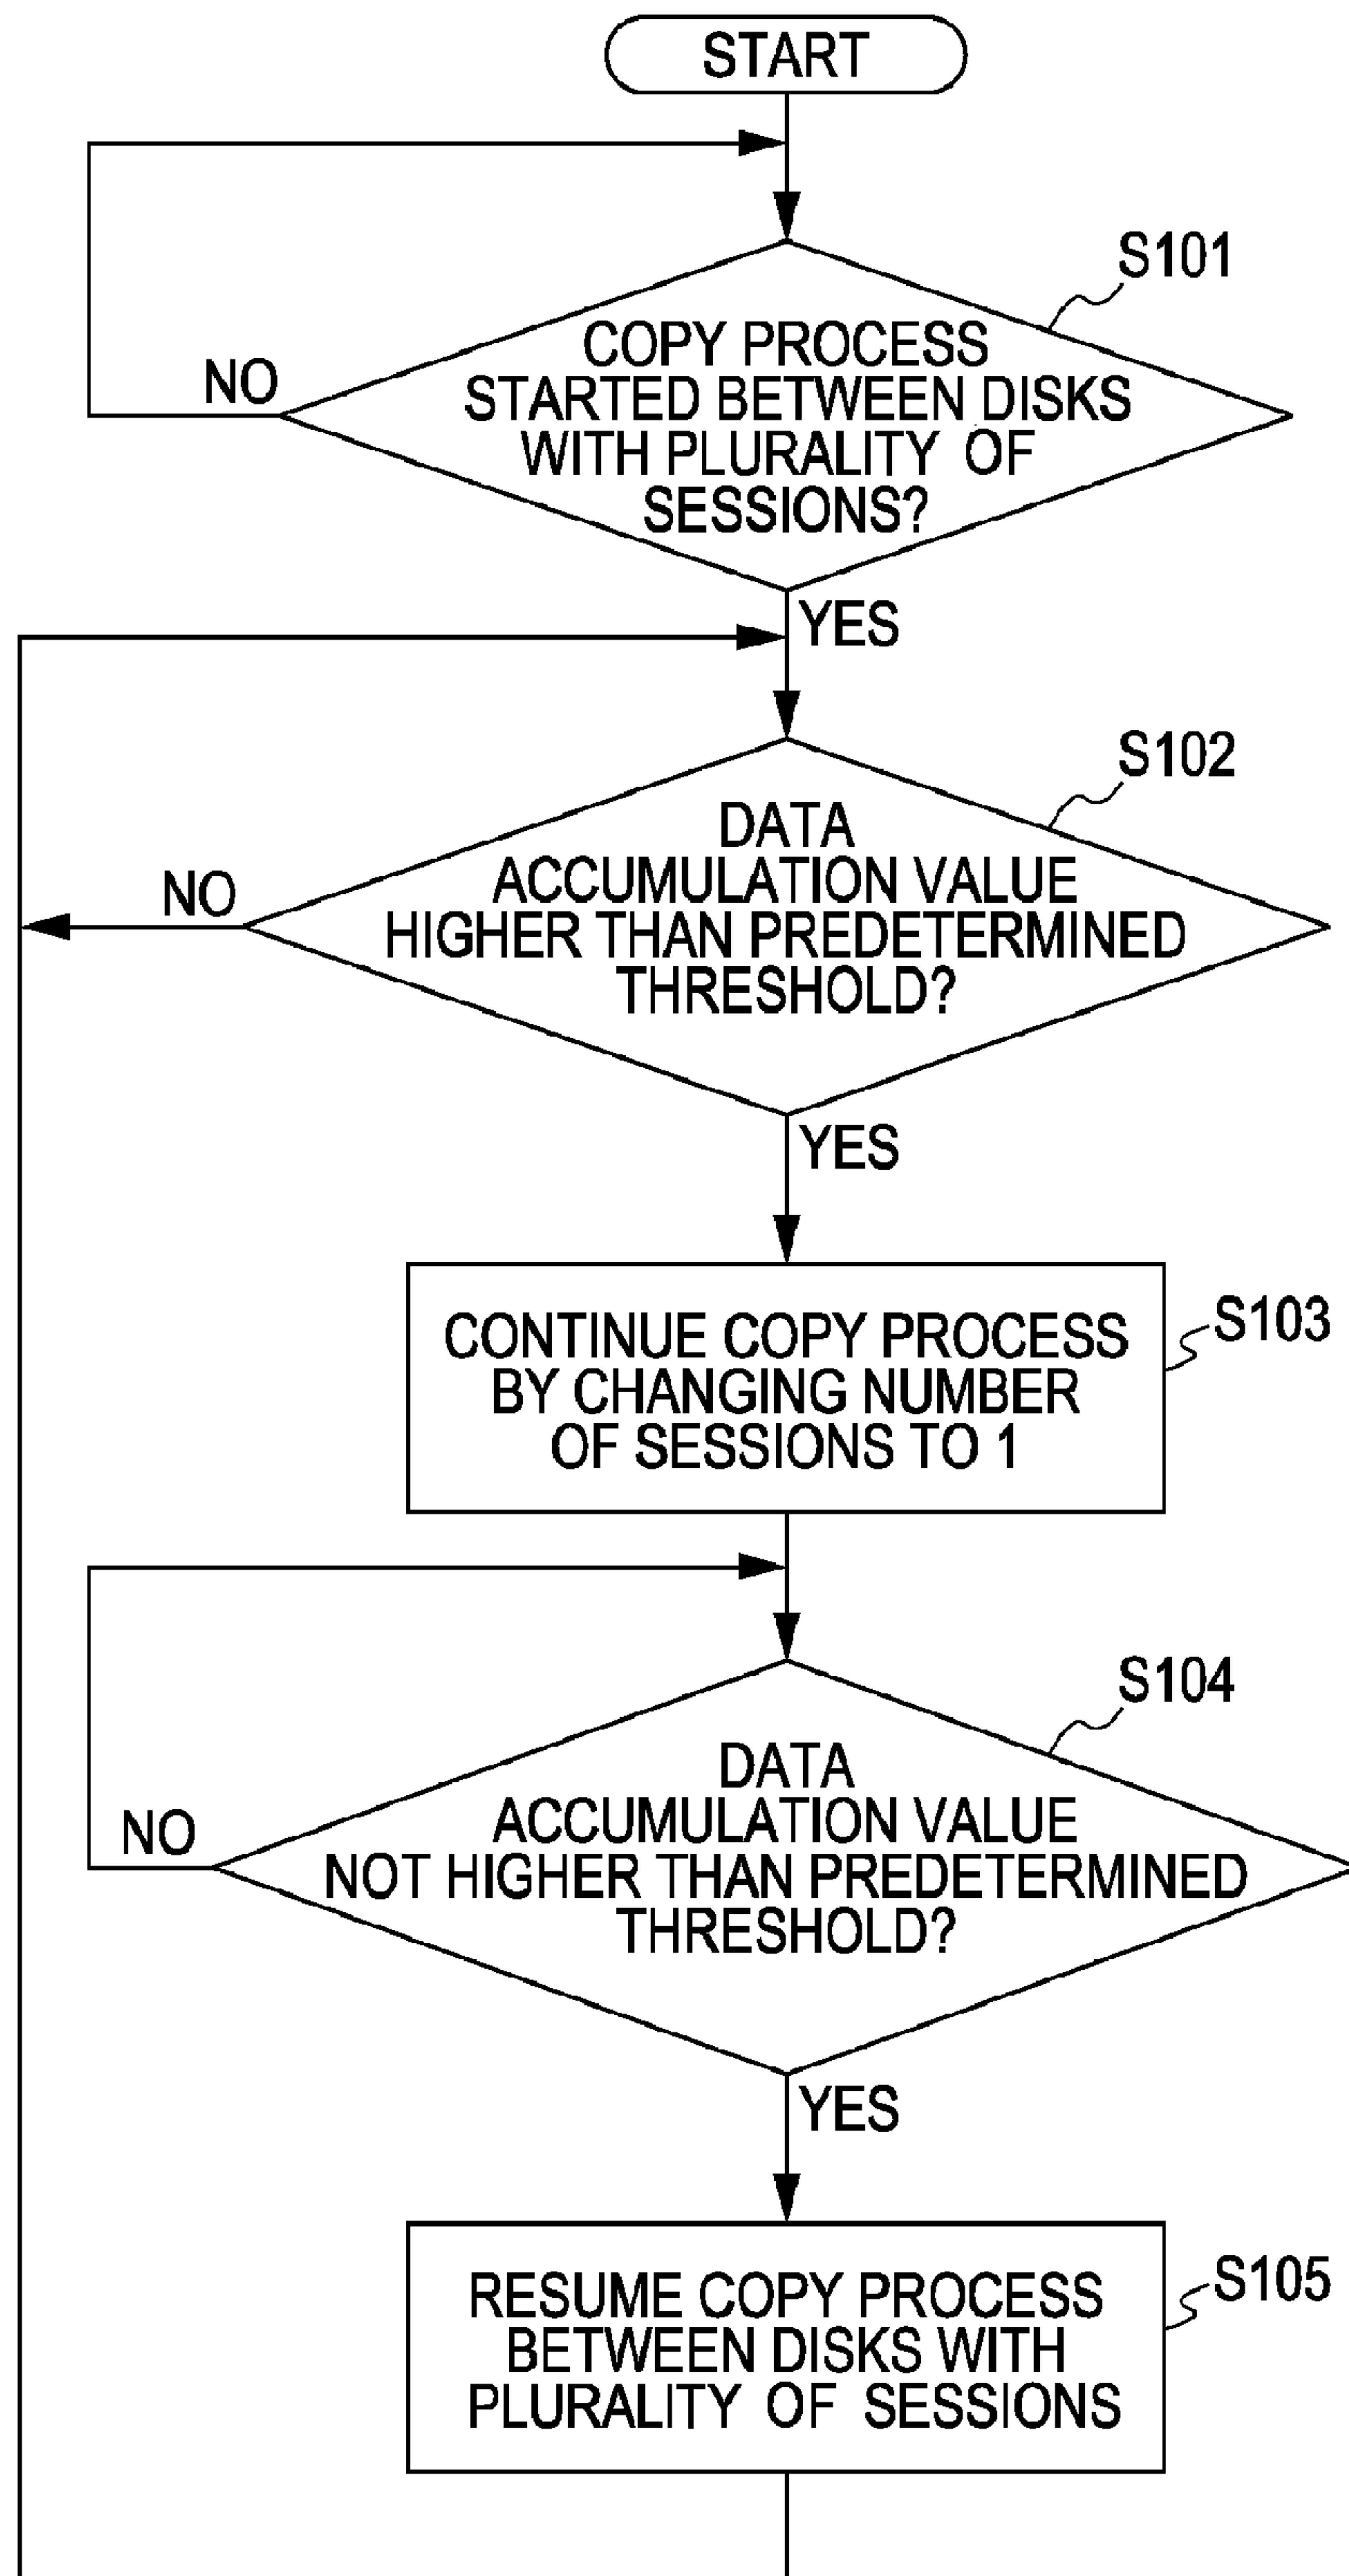 START
S101
COPY PROCESS
STARTED BETWEEN DISKS
WITH PLURALITY OF
SESSIONS?
NO
YES
S102
DATA
ACCUMULATION VALUE
HIGHER THAN PREDETERMINED
THRESHOLD?
NO
YES
S103
CONTINUE COPY PROCESS
BY CHANGING NUMBER
OF SESSIONS TO 1
S104
DATA
ACCUMULATION VALUE
NOT HIGHER THAN PREDETERMINED
THRESHOLD?
NO
YES
S105
RESUME COPY PROCESS
BETWEEN DISKS WITH
PLURALITY OF SESSIONS